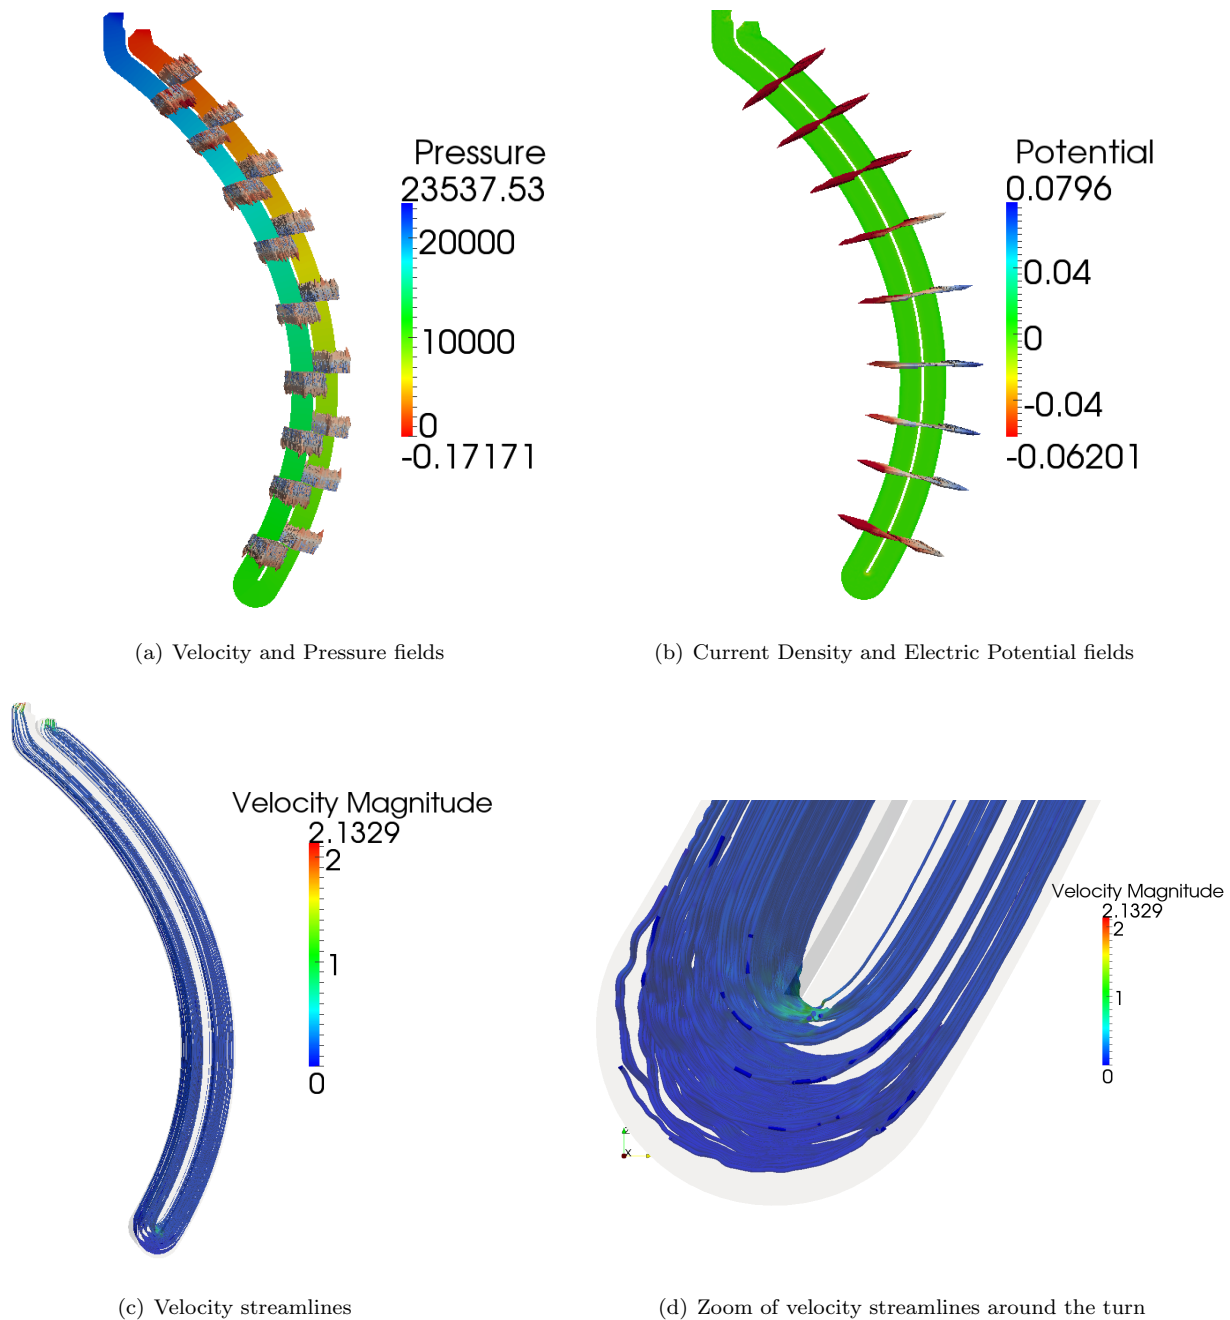 Pressure
23537.53
20000
10000
0
-0.17171
Potential
0.0796
0.04
0
-0.04
-0.06201
(a) Velocity and Pressure fields
(b) Current Density and Electric Potential fields
Velocity Magnitude
2.1329
2
1
0
Velocity Magnitude
2.1329
2
1
0
X
(c) Velocity streamlines
(d) Zoom of velocity streamlines around the turn